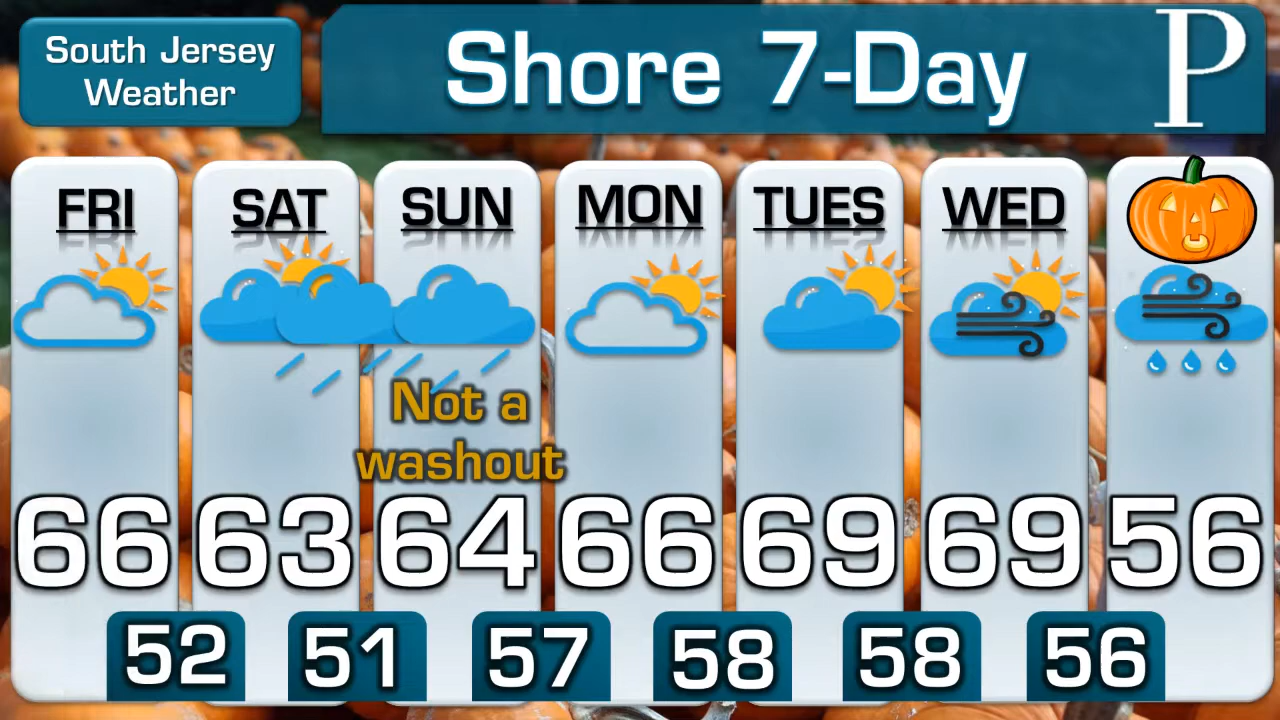 South Jersey
Weather
Shore 7-Day
P
FRI
SAT
SUN
MON
TUES
WED
Not a
washout
66
63
64
66
69
69
56
52
51
57
58
58
56